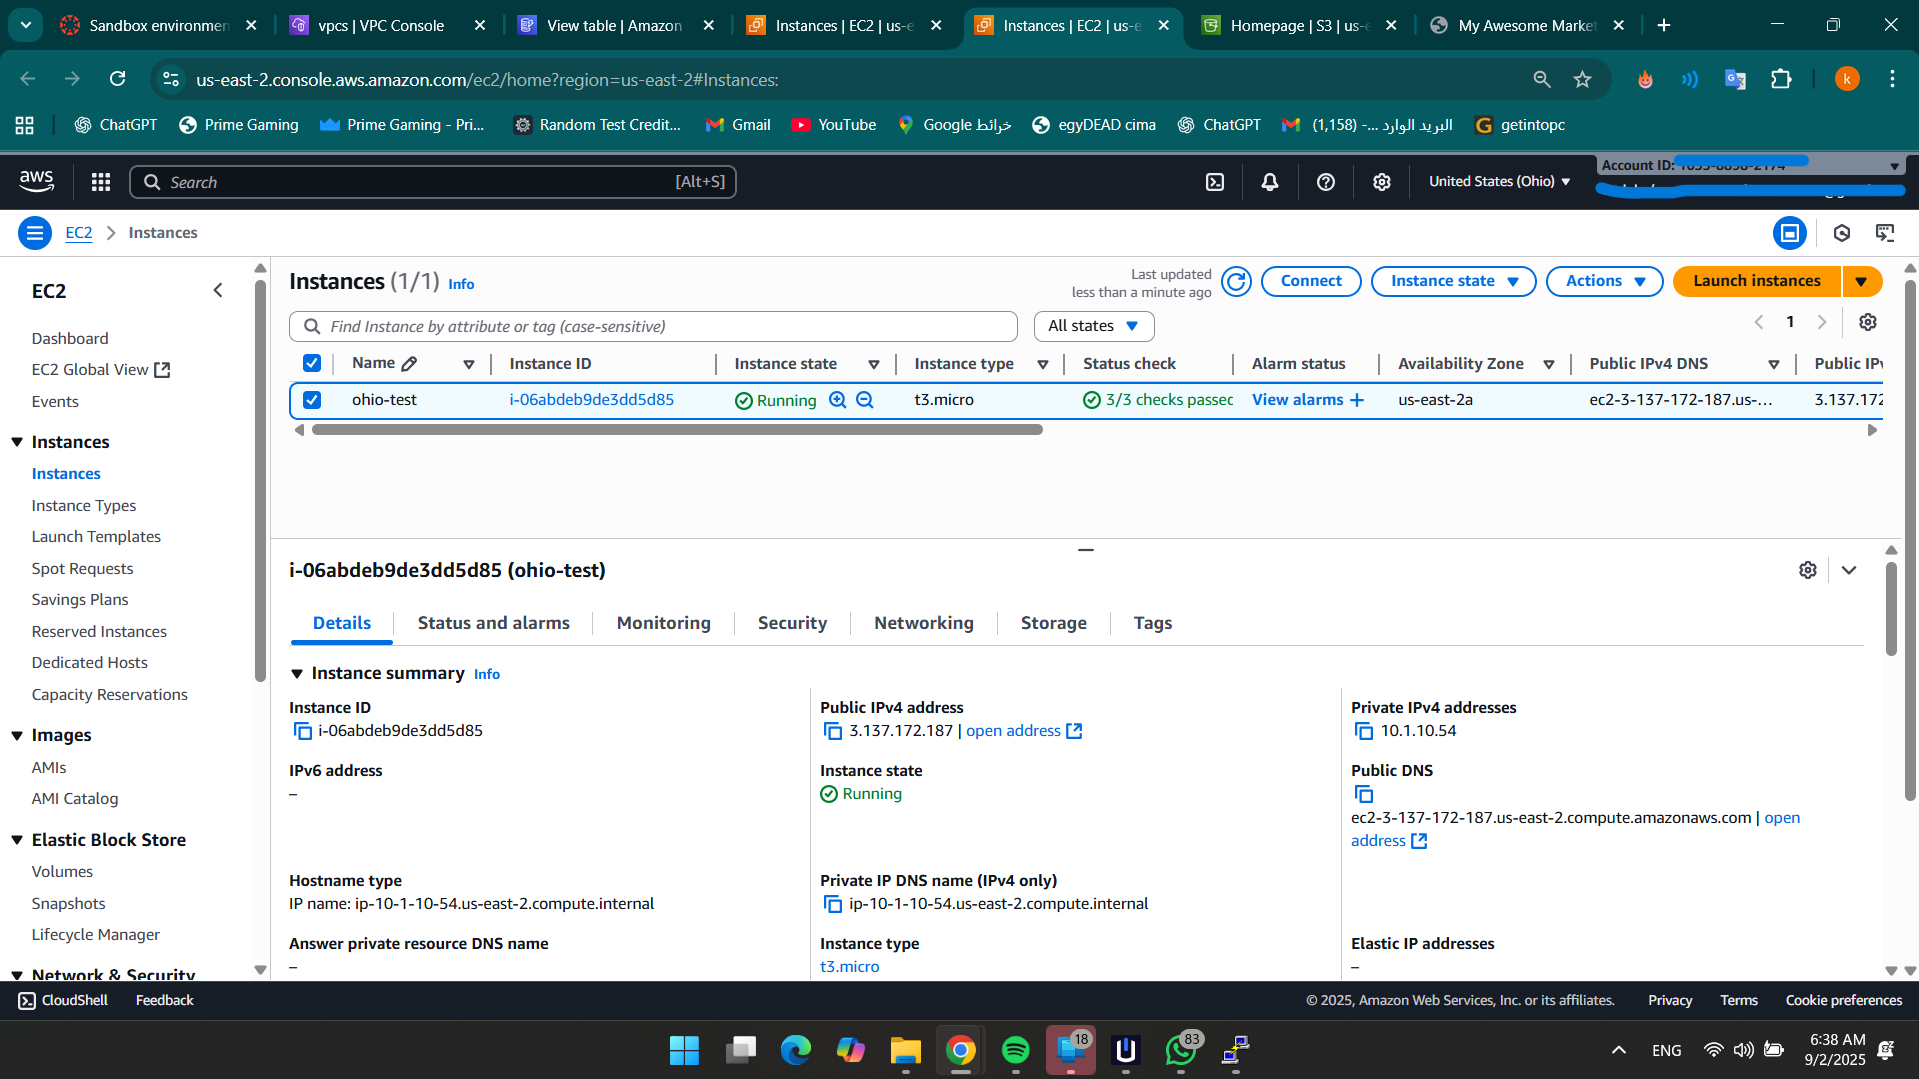 Sandbox environmen
vpcs | VPC Console
View table | Amazon
Instances | EC2 | us-e
Instances | EC2 | us-e
Homepage | S3 | us-e
My Awesome Market
us-east-2.console.aws.amazon.com/ec2/home?region=us-east-2#Instances:
k
ChatGPT
Prime Gaming
Prime Gaming - Pri...
Random Test Credit...
Gmail
YouTube
خرائط Google
egyDEAD cima
ChatGPT
البريد الوارد -... (1,158)
getintopc
aws
Search
[Alt+S]
United States (Ohio)
Account ID:
EC2
Instances
EC2
Dashboard
EC2 Global View
Events
Instances
Instances
Instance Types
Launch Templates
Spot Requests
Savings Plans
Reserved Instances
Dedicated Hosts
Capacity Reservations
Images
AMIs
AMI Catalog
Elastic Block Store
Volumes
Snapshots
Lifecycle Manager
Network & Security
Instances (1/1) Info
Last updated
less than a minute ago
Connect
Instance state
Actions
Launch instances
Find Instance by attribute or tag (case-sensitive)
All states
1
Name
Instance ID
Instance state
Instance type
Status check
Alarm status
Availability Zone
Public IPv4 DNS
Public IPv
ohio-test
i-06abdeb9de3dd5d85
Running
t3.micro
3/3 checks passec
View alarms
us-east-2a
ec2-3-137-172-187.us-...
3.137.172
i-06abdeb9de3dd5d85 (ohio-test)
Details
Status and alarms
Monitoring
Security
Networking
Storage
Tags
Instance summary Info
Instance ID
i-06abdeb9de3dd5d85
Public IPv4 address
3.137.172.187 | open address
Private IPv4 addresses
10.1.10.54
IPv6 address
–
Instance state
Running
Public DNS
ec2-3-137-172-187.us-east-2.compute.amazonaws.com | open
address
Hostname type
IP name: ip-10-1-10-54.us-east-2.compute.internal
Private IP DNS name (IPv4 only)
ip-10-1-10-54.us-east-2.compute.internal
Answer private resource DNS name
–
Instance type
t3.micro
Elastic IP addresses
–
CloudShell
Feedback
© 2025, Amazon Web Services, Inc. or its affiliates.
Privacy
Terms
Cookie preferences
18
83
ENG
6:38 AM
9/2/2025